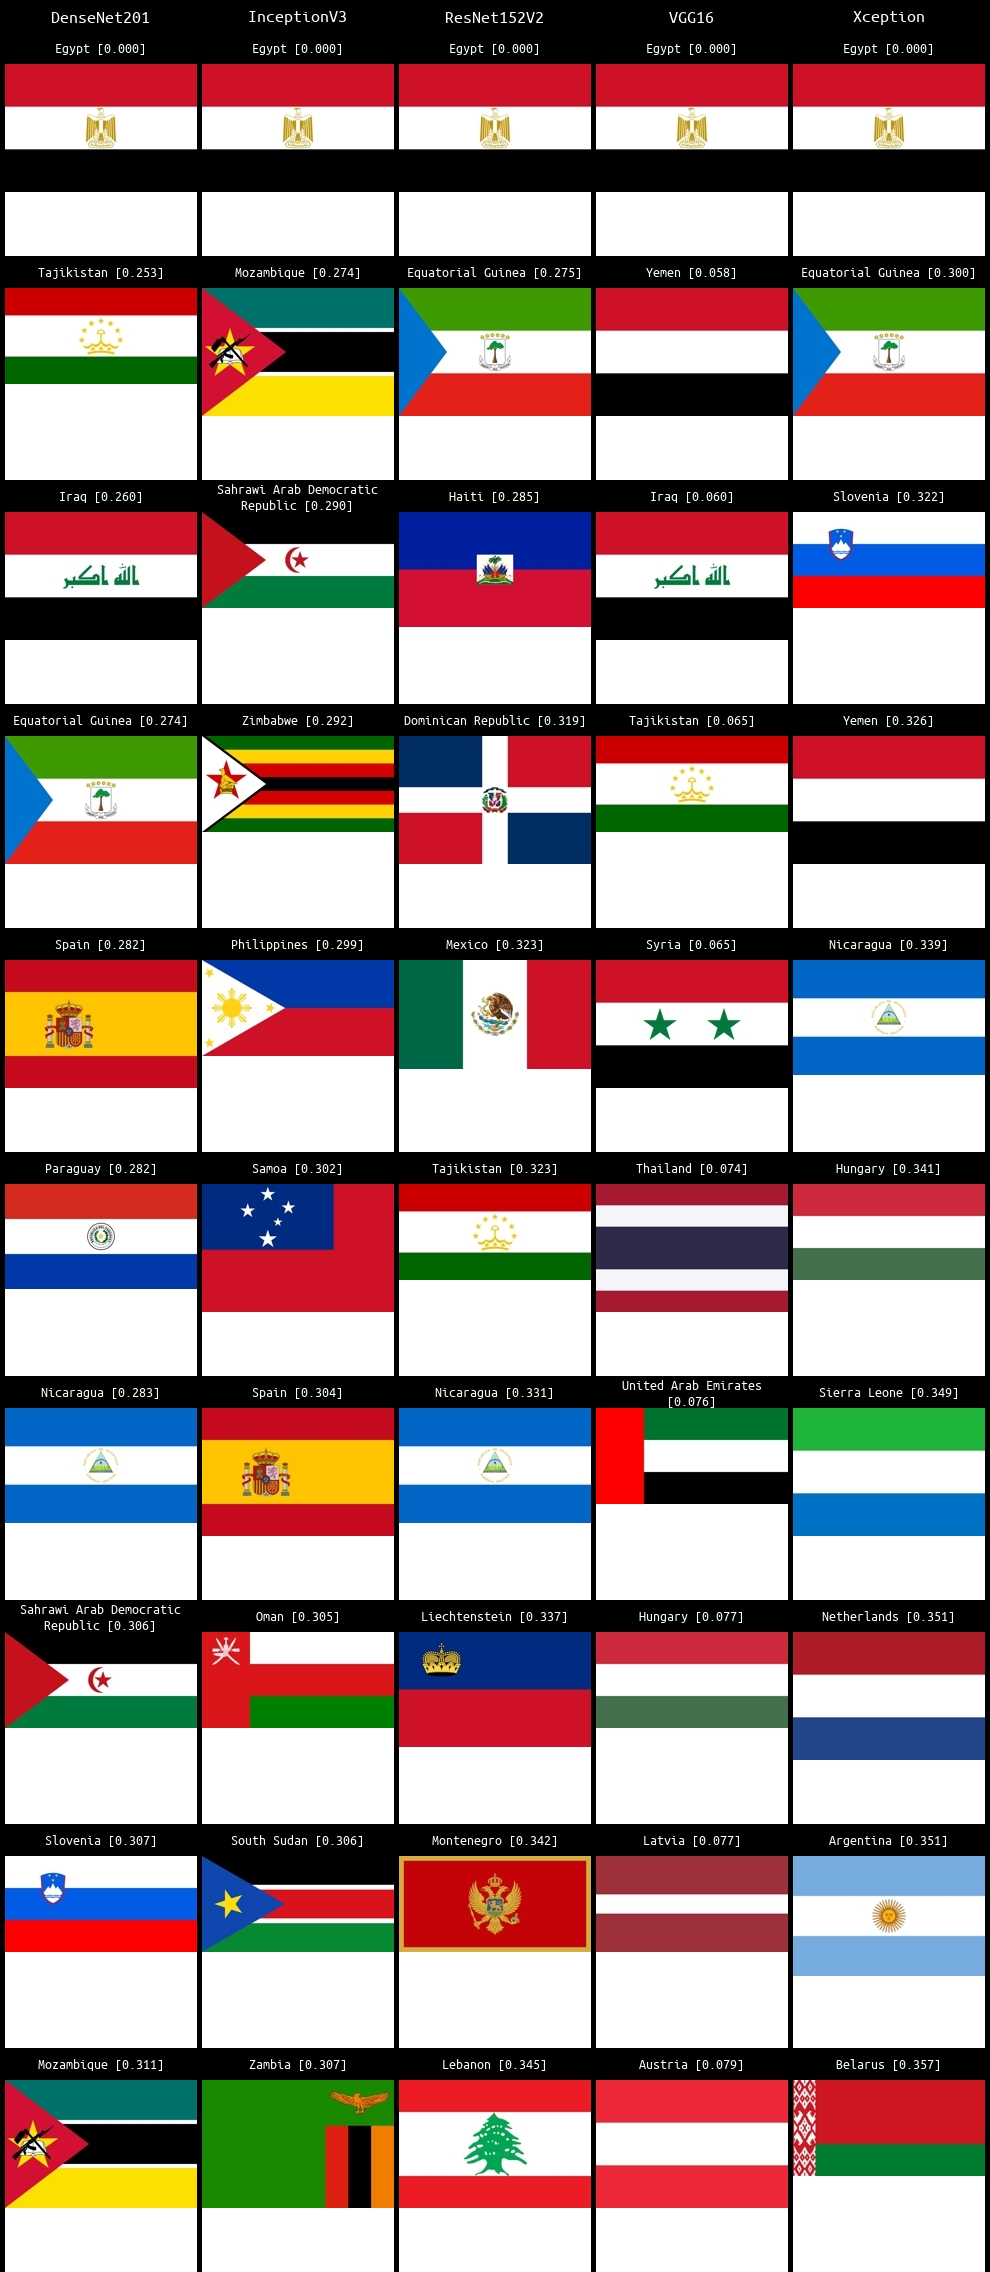 DenseNet201 InceptionV3 ResNet152V2 VGG16 Xception
Egypt [0.000] Egypt [0.000] Egypt [0.000] Egypt [0.000] Egypt [0.000]
Tajikistan [0.253] Mozambique [0.274] Equatorial Guinea [0.275] Yemen [0.058] Equatorial Guinea [0.300]
Iraq [0.260] Sahrawi Arab Democratic
Republic [0.290] Haiti [0.285] Iraq [0.060] Slovenia [0.322]
الله اكبر الله اكبر
Equatorial Guinea [0.274] Zimbabwe [0.292] Dominican Republic [0.319] Tajikistan [0.065] Yemen [0.326]
Spain [0.282] Philippines [0.299] Mexico [0.323] Syria [0.065] Nicaragua [0.339]
Paraguay [0.282] Samoa [0.302] Tajikistan [0.323] Thailand [0.074] Hungary [0.341]
Nicaragua [0.283] Spain [0.304] Nicaragua [0.331] United Arab Emirates
[0.076] Sierra Leone [0.349]
Sahrawi Arab Democratic
Republic [0.306] Oman [0.305] Liechtenstein [0.337] Hungary [0.077] Netherlands [0.351]
Slovenia [0.307] South Sudan [0.306] Montenegro [0.342] Latvia [0.077] Argentina [0.351]
Mozambique [0.311] Zambia [0.307] Lebanon [0.345] Austria [0.079] Belarus [0.357]